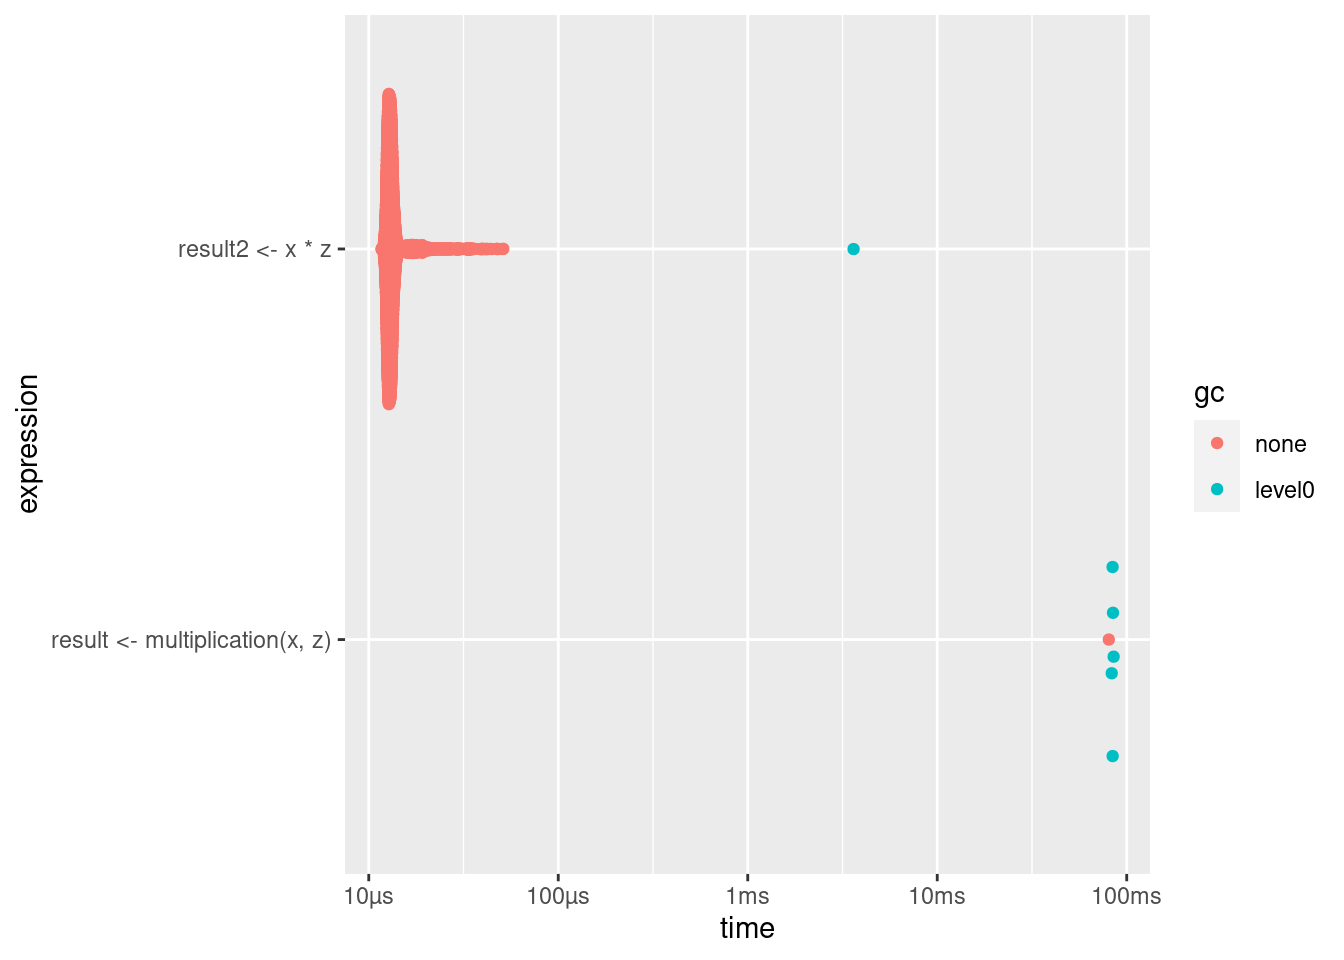 expression
result2 <- x * z
result <- multiplication(x, z)
10µs 100µs 1ms 10ms 100ms
time
gc
none
level0